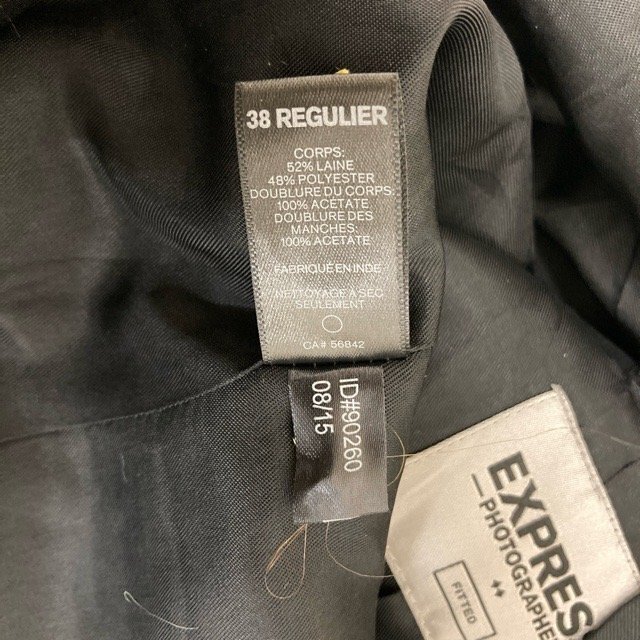 38 REGULIER
CORPS:
52% LAINE
48% POLYESTER
DOUBLURE DU CORPS:
100% ACÉTATE
DOUBLURE DES
MANCHES:
100% ACÉTATE
FABRIQUÉ EN INDE
NETTOYAGE À SEC
SEULEMENT
CA# 56842
ID#90260
08/15
EXPRES
PHOTOGRAPHE
FITTED